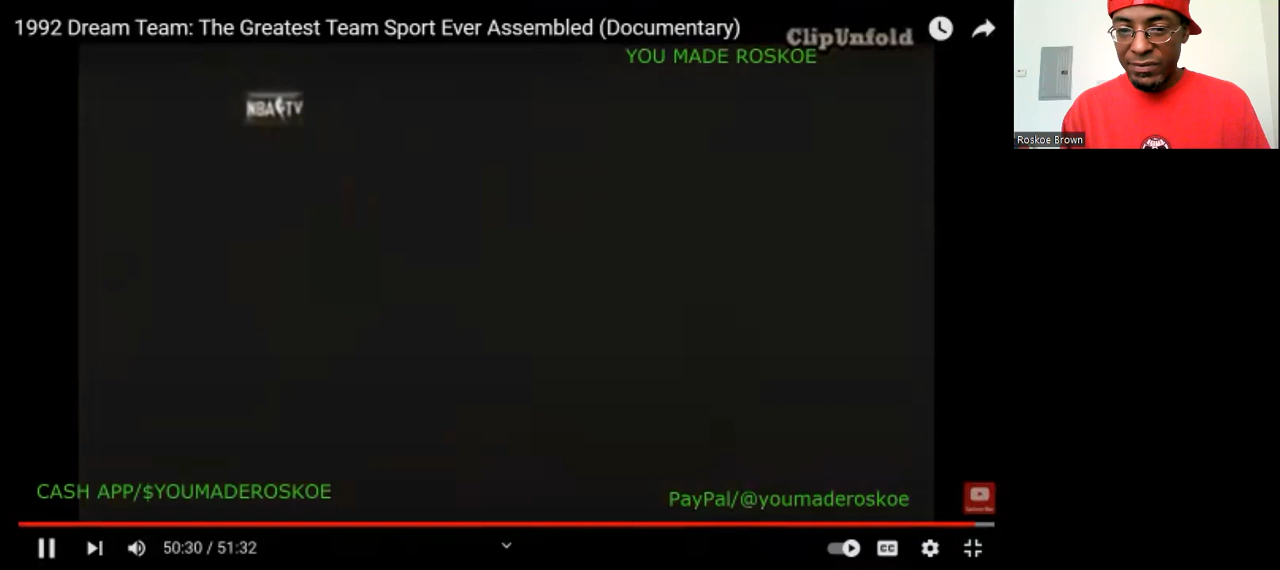 1992 Dream Team: The Greatest Team Sport Ever Assembled (Documentary)
ClipUnfold
YOU MADE ROSKOE
NBA TV
Roskoe Brown
CASH APP/$YOUMADEROSKOE
PayPal/@youmaderoskoe
50:30 / 51:32
CC